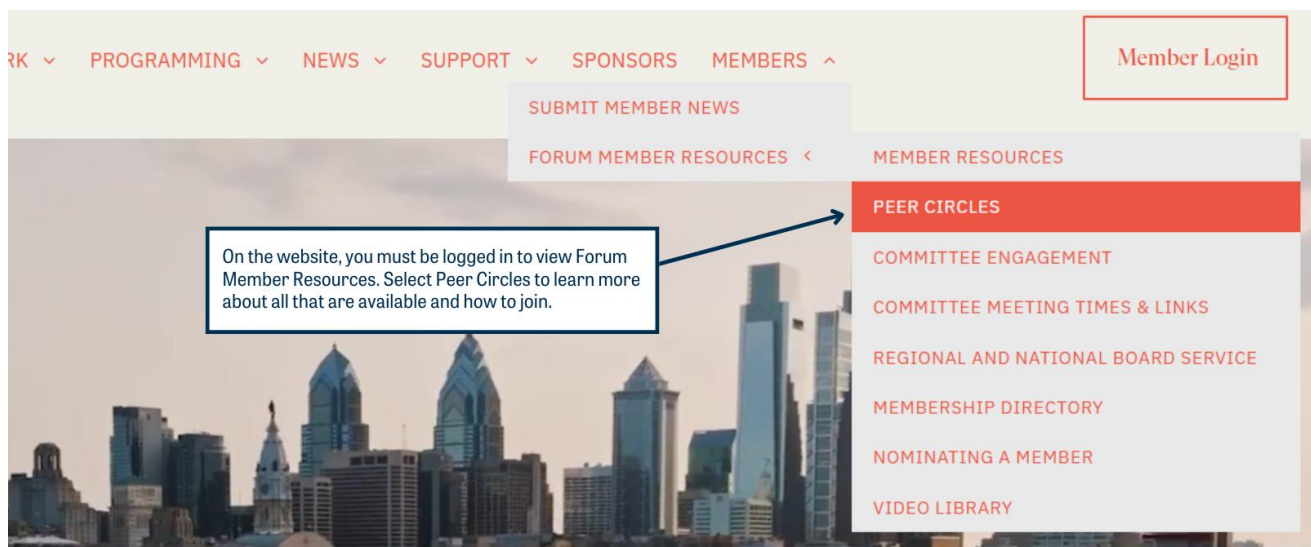 RK PROGRAMMING NEWS SUPPORT SPONSORS MEMBERS
Member Login
SUBMIT MEMBER NEWS
FORUM MEMBER RESOURCES
MEMBER RESOURCES
PEER CIRCLES
COMMITTEE ENGAGEMENT
COMMITTEE MEETING TIMES & LINKS
REGIONAL AND NATIONAL BOARD SERVICE
MEMBERSHIP DIRECTORY
NOMINATING A MEMBER
VIDEO LIBRARY
On the website, you must be logged in to view Forum
Member Resources. Select Peer Circles to learn more
about all that are available and how to join.